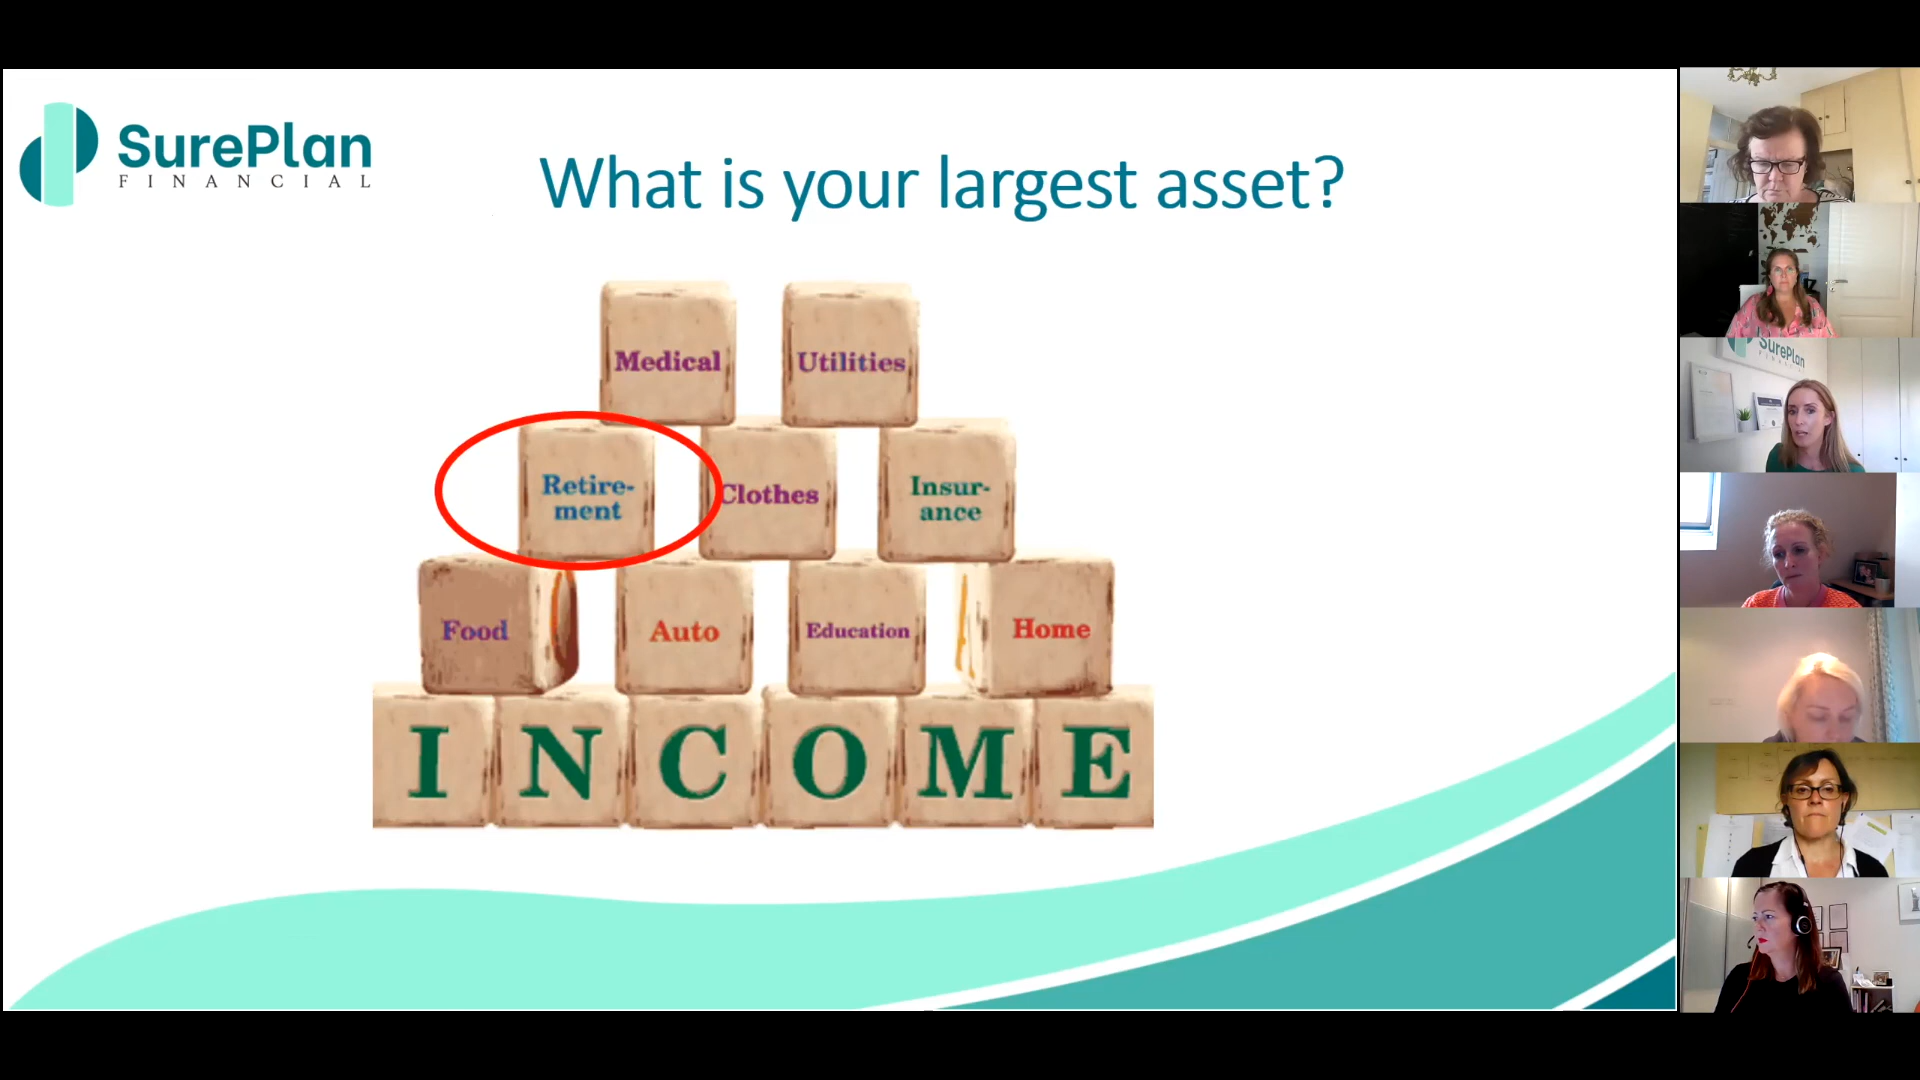 SurePlan
FINANCIAL
What is your largest asset?
Medical
Utilities
Retire-
ment
Clothes
Insur-
ance
Food
Auto
Education
Home
INCOME
SurePlan